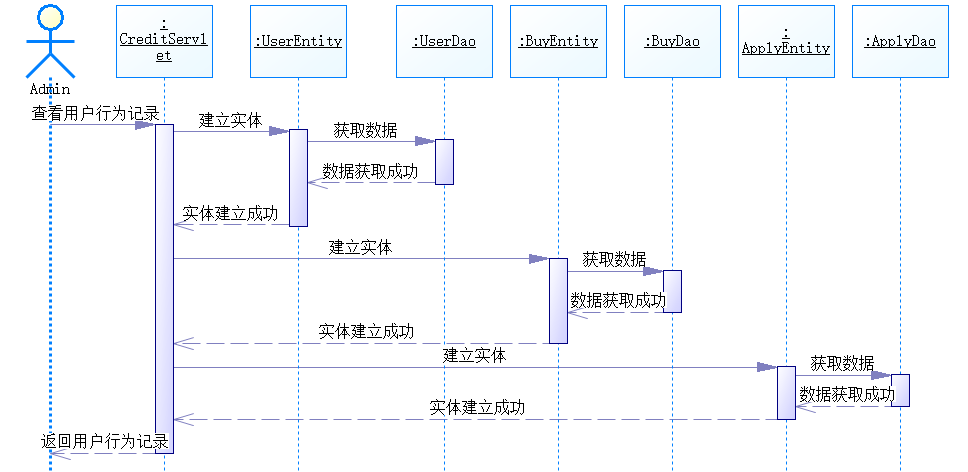 :
CreditServl
et
:UserEntity
:UserDao
:BuyEntity
:BuyDao
:
ApplyEntity
:ApplyDao
Admin
查看用户行为记录
建立实体
获取数据
数据获取成功
实体建立成功
建立实体
获取数据
数据获取成功
实体建立成功
建立实体
获取数据
数据获取成功
实体建立成功
返回用户行为记录